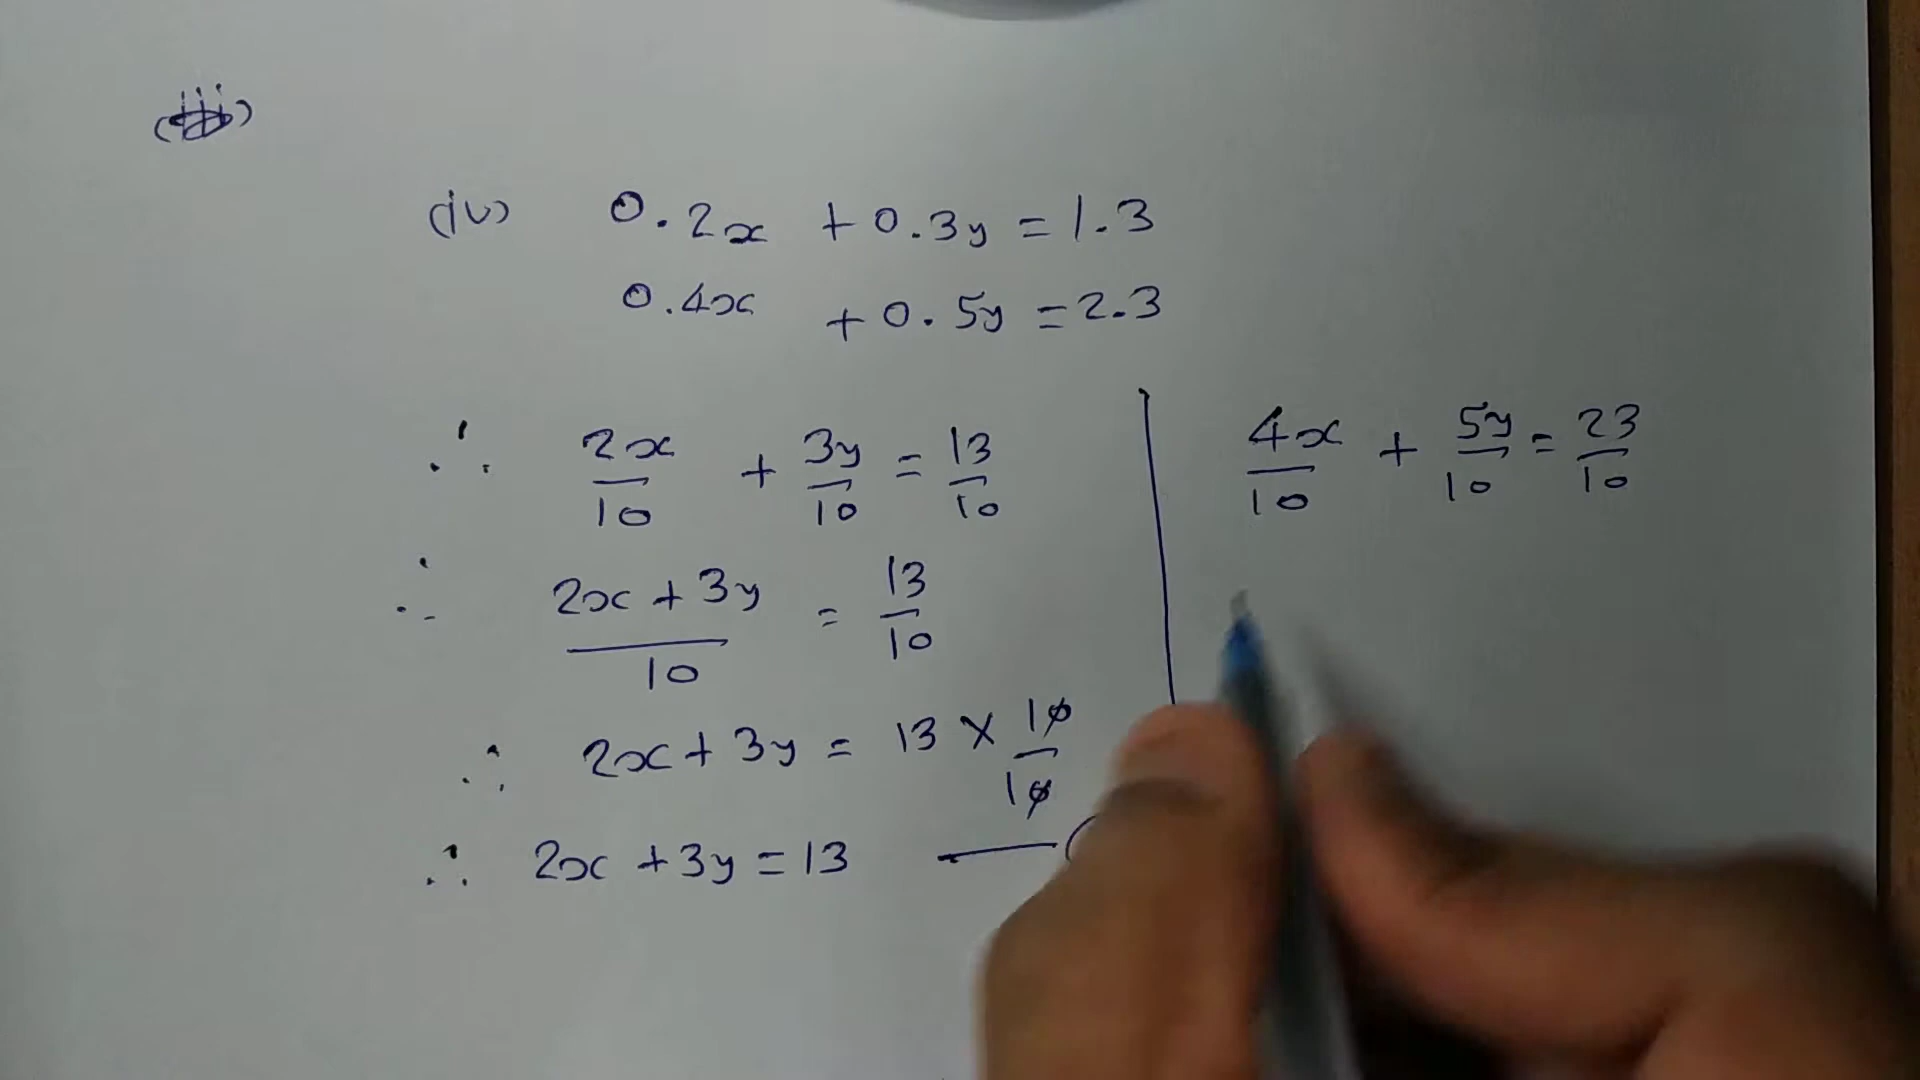 (iii)
(iv) 0.2x + 0.3y = 1.3
0.4x + 0.5y = 2.3
∴ 2x/10 + 3y/10 = 13/10
∴ (2x + 3y)/10 = 13/10
∴ 2x + 3y = 13 × 10/10
∴ 2x + 3y = 13 —(
4x/10 + 5y/10 = 23/10